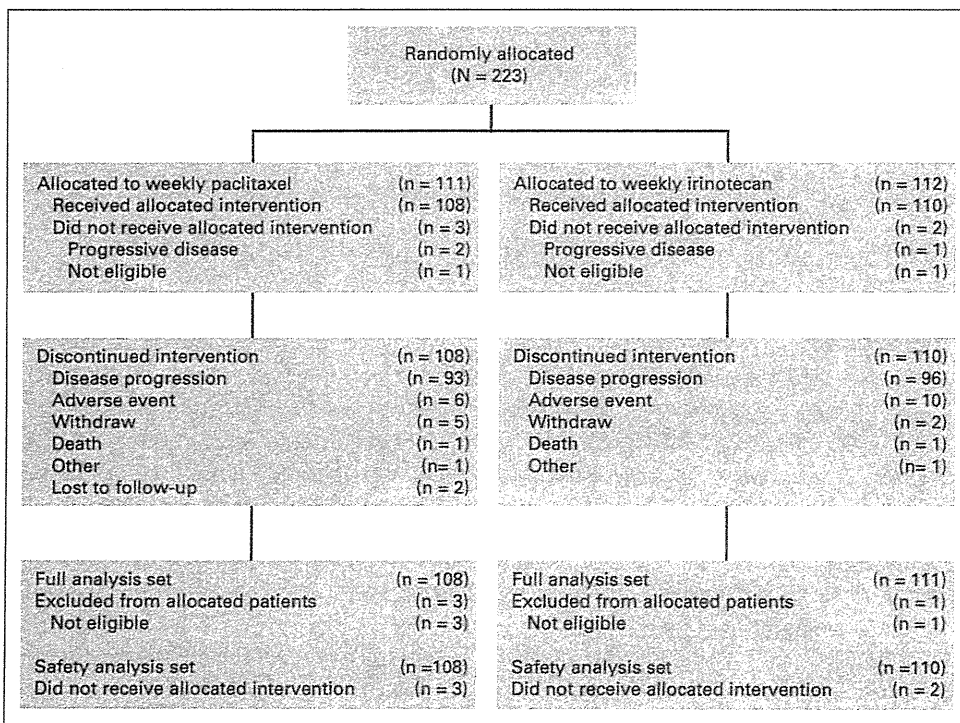 Randomly allocated
(N = 223)
Allocated to weekly paclitaxel (n = 111)
Received allocated intervention (n = 108)
Did not receive allocated intervention (n = 3)
Progressive disease (n = 2)
Not eligible (n = 1)
Allocated to weekly irinotecan (n = 112)
Received allocated intervention (n = 110)
Did not receive allocated intervention (n = 2)
Progressive disease (n = 1)
Not eligible (n = 1)
Discontinued intervention (n = 108)
Disease progression (n = 93)
Adverse event (n = 6)
Withdraw (n = 5)
Death (n = 1)
Other (n= 1)
Lost to follow-up (n = 2)
Discontinued intervention (n = 110)
Disease progression (n = 96)
Adverse event (n = 10)
Withdraw (n = 2)
Death (n = 1)
Other (n= 1)
Full analysis set (n = 108)
Excluded from allocated patients (n = 3)
Not eligible (n = 3)
Safety analysis set (n =108)
Did not receive allocated intervention (n = 3)
Full analysis set (n = 111)
Excluded from allocated patients (n = 1)
Not eligible (n = 1)
Safety analysis set (n =110)
Did not receive allocated intervention (n = 2)